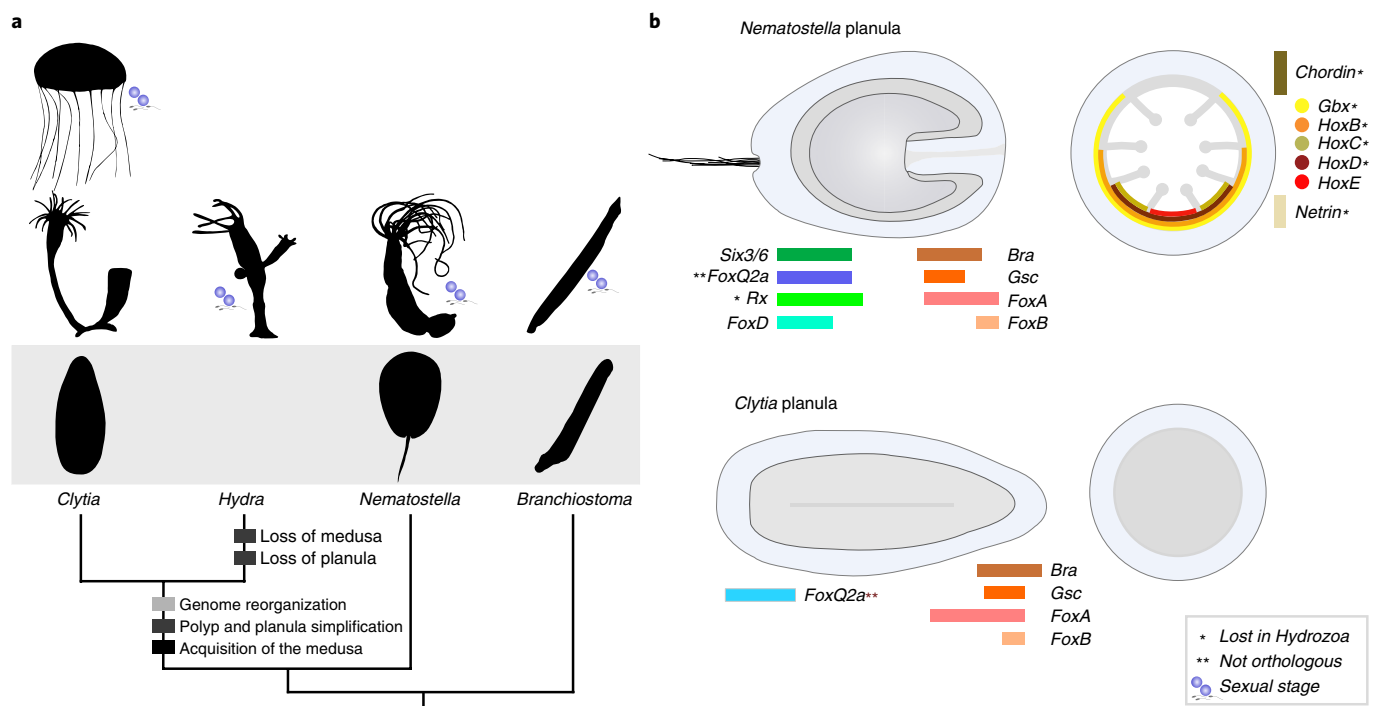 a
Clytia
Hydra
Nematostella
Branchiostoma
Loss of medusa
Loss of planula
Genome reorganization
Polyp and planula simplification
Acquisition of the medusa
b
Nematostella planula
Chordin*
Gbx*
HoxB*
HoxC*
HoxD*
HoxE
Netrin*
Six3/6
**FoxQ2a
* Rx
FoxD
Bra
Gsc
FoxA
FoxB
Clytia planula
FoxQ2a**
Bra
Gsc
FoxA
FoxB
* Lost in Hydrozoa
** Not orthologous
Sexual stage